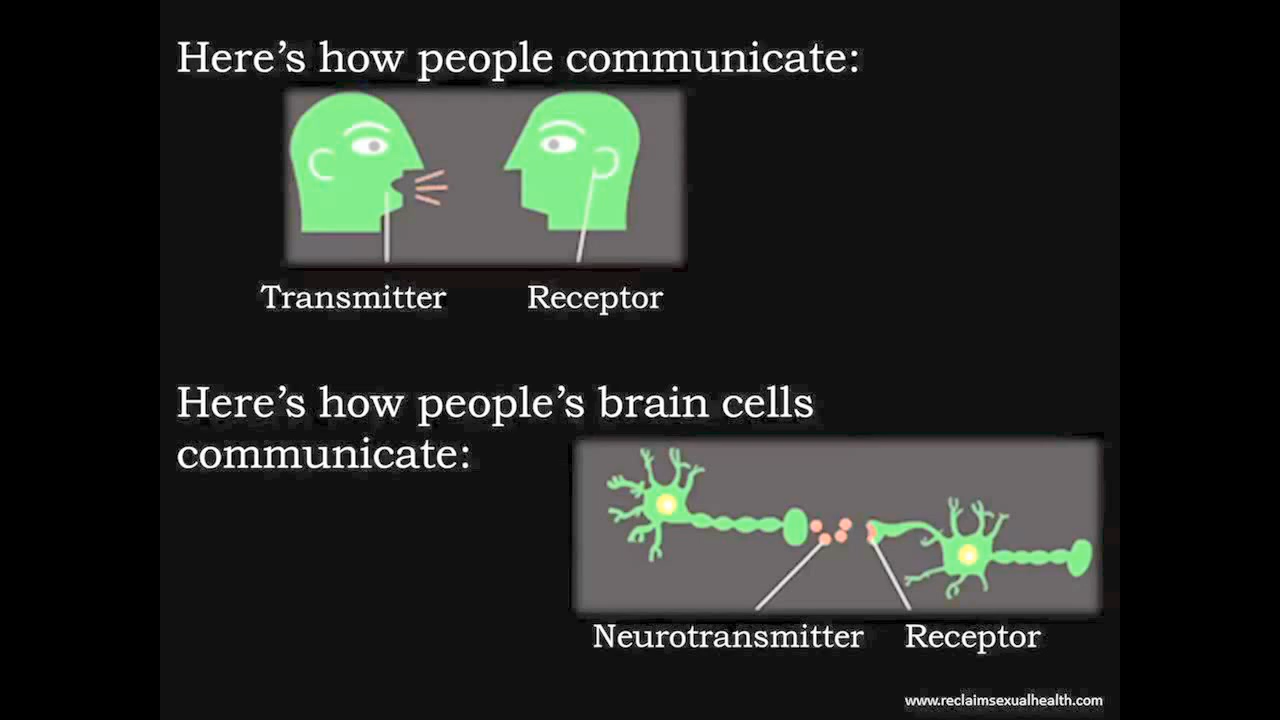 Here’s how people communicate:
Transmitter Receptor
Here’s how people’s brain cells
communicate:
Neurotransmitter Receptor
www.reclaimsexualhealth.com